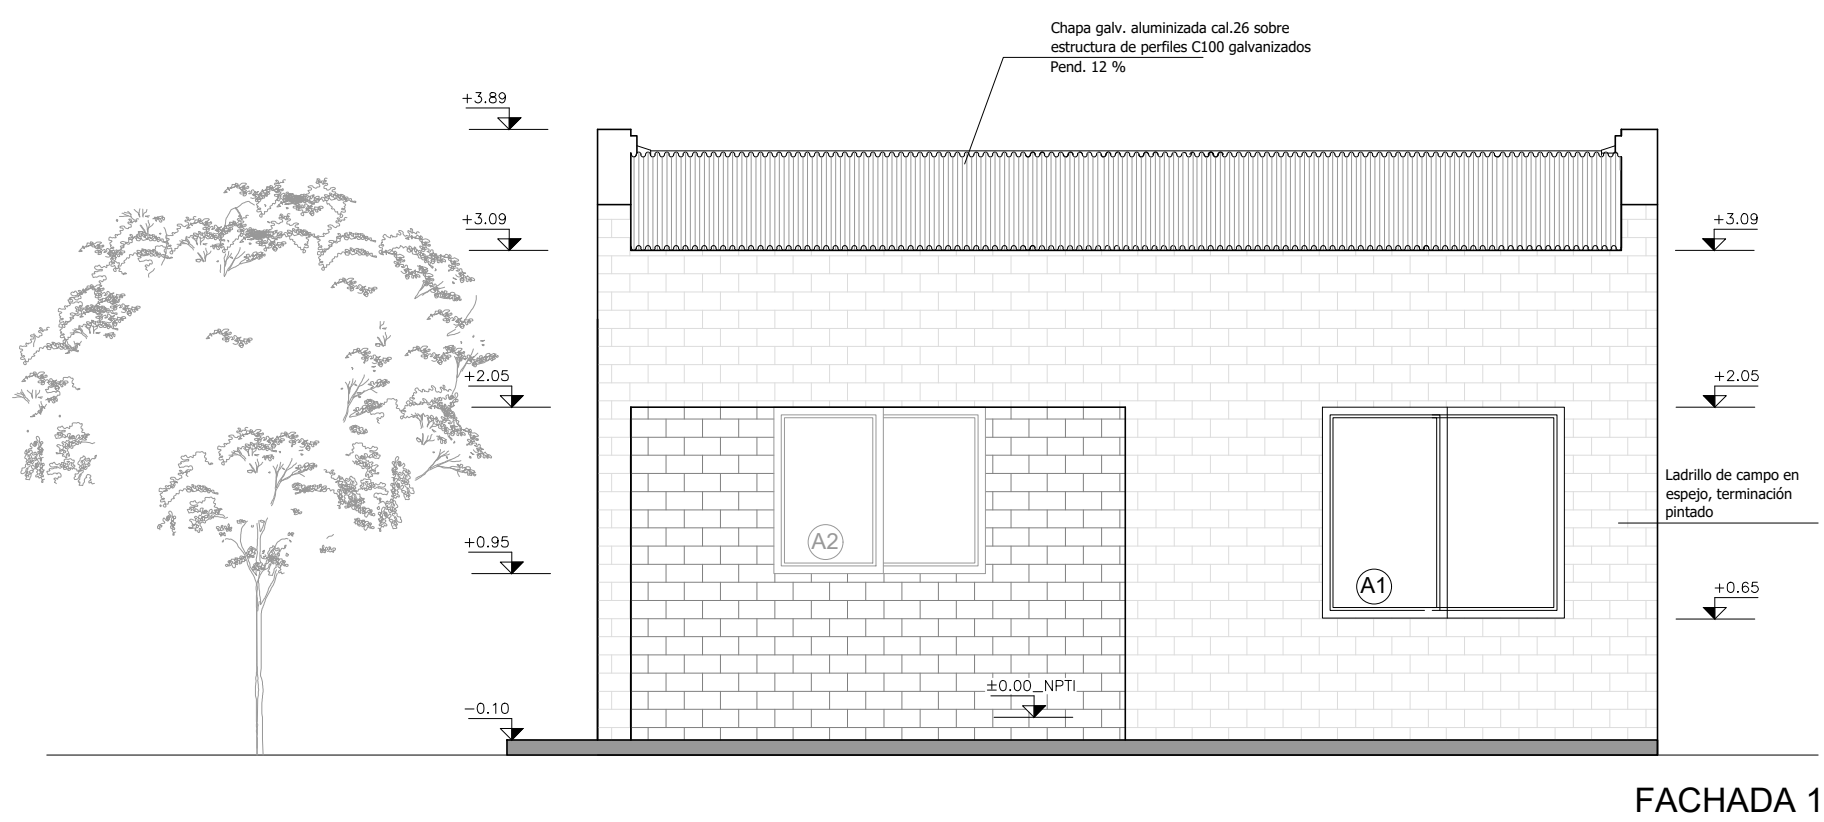 Chapa galv. aluminizada cal.26 sobre
estructura de perfiles C100 galvanizados
Pend. 12 %
+3.89
+3.09
+3.09
+2.05
+2.05
Ladrillo de campo en
espejo, terminación
pintado
A2
+0.95
A1
+0.65
±0.00_NPTI
-0.10
FACHADA 1